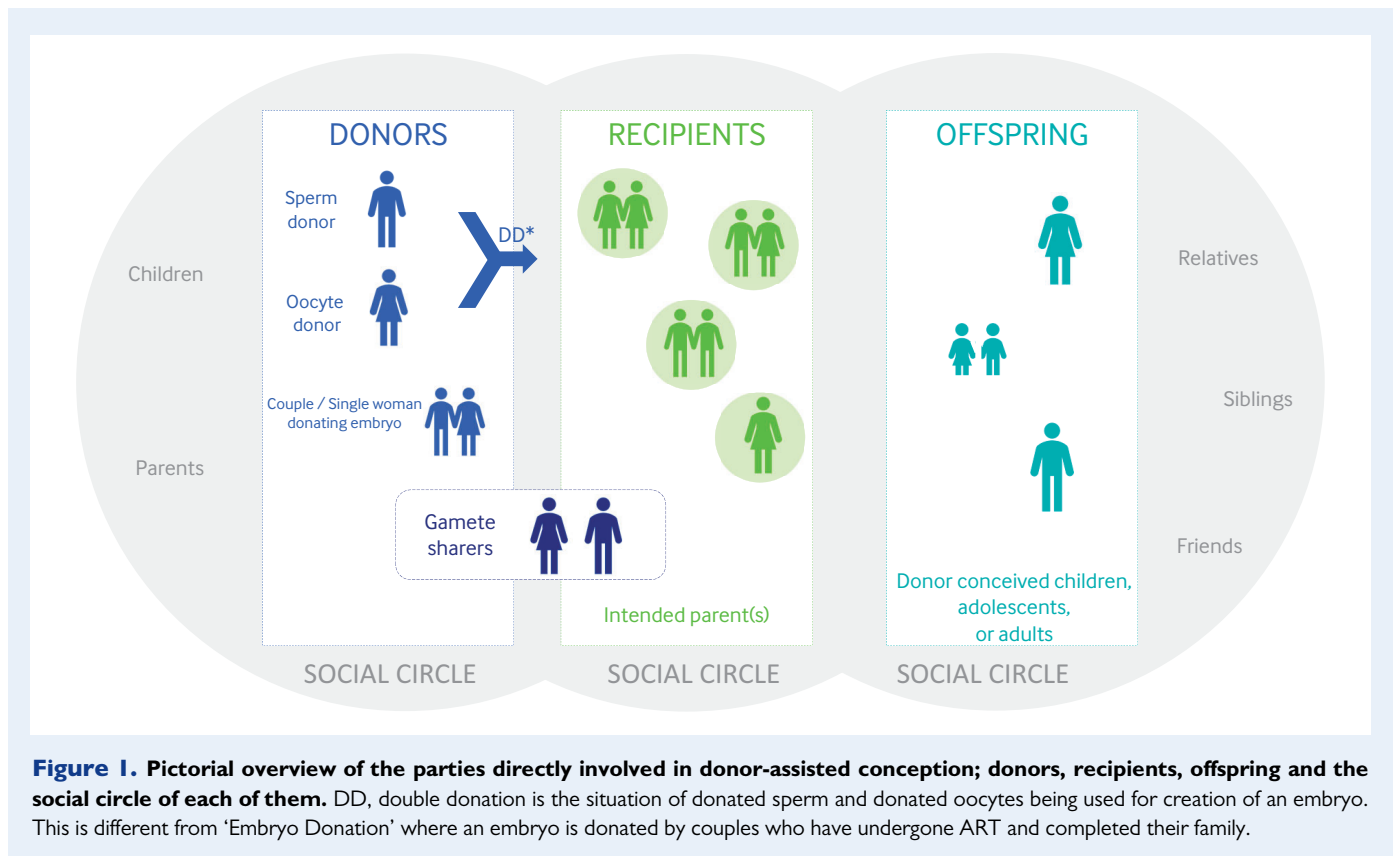 DONORS
Sperm
donor
Oocyte
donor
DD*
Couple / Single woman
donating embryo
Gamete
sharers
RECIPIENTS
Intended parent(s)
OFFSPRING
Donor conceived children,
adolescents,
or adults
Children
Parents
Relatives
Siblings
Friends
SOCIAL CIRCLE
SOCIAL CIRCLE
SOCIAL CIRCLE
Figure 1. Pictorial overview of the parties directly involved in donor-assisted conception; donors, recipients, offspring and the
social circle of each of them. DD, double donation is the situation of donated sperm and donated oocytes being used for creation of an embryo.
This is different from ‘Embryo Donation’ where an embryo is donated by couples who have undergone ART and completed their family.